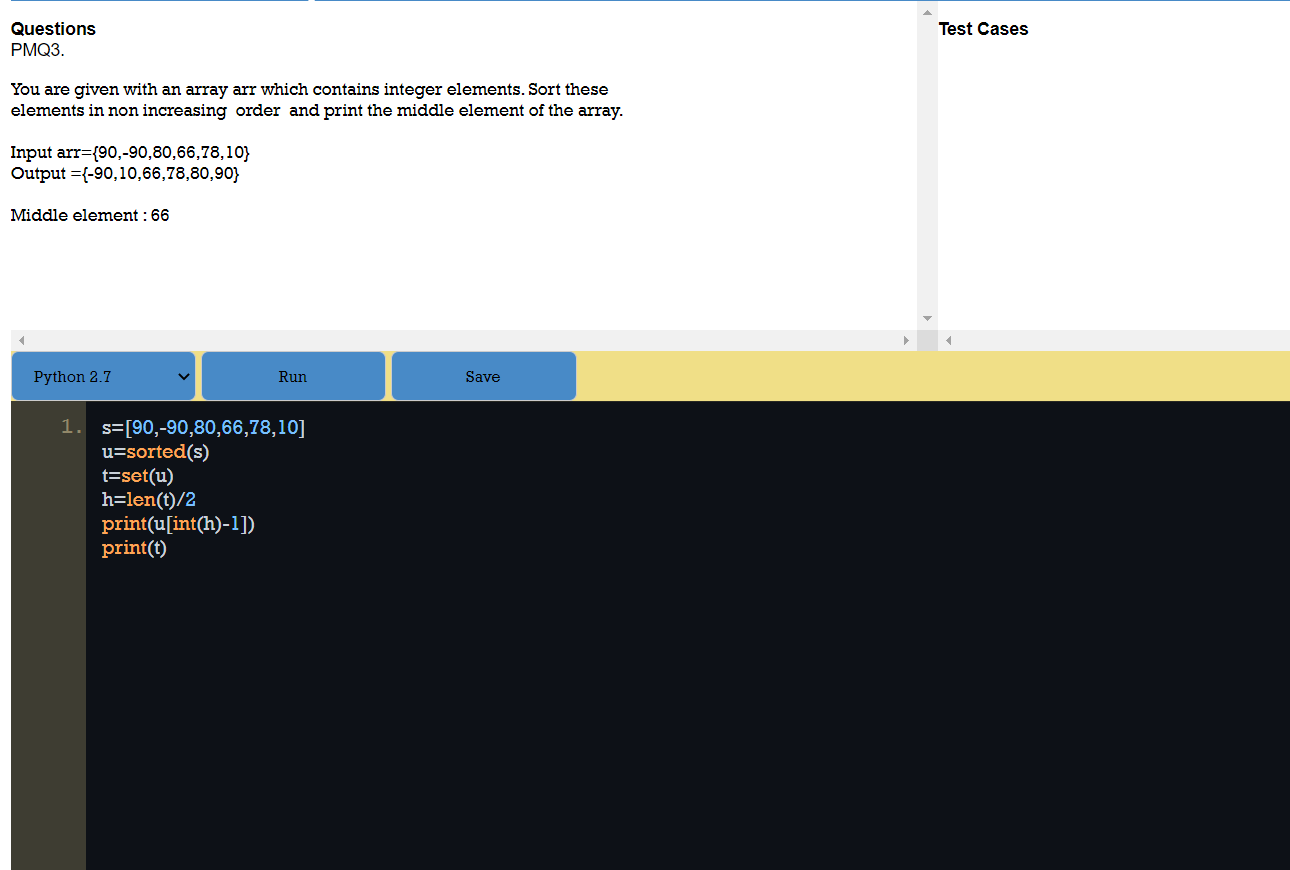 Questions
Test Cases
PMQ3.
You are given with an array arr which contains integer elements. Sort these
elements in non increasing  order  and print the middle element of the array.
Input arr={90,-90,80,66,78,10}
Output ={-90,10,66,78,80,90}
Middle element : 66
Python 2.7
Run
Save
1.
s=[90,-90,80,66,78,10]
u=sorted(s)
t=set(u)
h=len(t)/2
print(u[int(h)-1])
print(t)